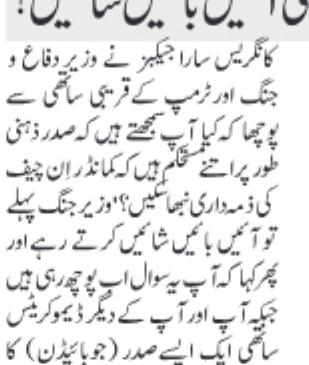 آئیں بائیں شائیں!
کانگریس سارا جیکبز نے وزیر دفاع و
جنگ اور ٹرمپ کے قریبی ساتھی سے
پوچھا کہ کیا آپ سمجھتے ہیں کہ صدر ذہنی
طور پر اتنے مستحکم ہیں کہ کمانڈر اِن چیف
کی ذمہ داری نبھا سکیں؟' وزیر جنگ پہلے
تو آئیں بائیں شائیں کرتے رہے اور
پھر کہا کہ آپ یہ سوال اب پوچھ رہی ہیں
جبکہ آپ اور آپ کے دیگر ڈیموکریٹس
ساتھی ایک ایسے صدر (جو بائیڈن) کا